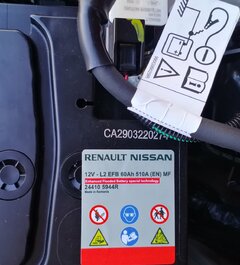 CA290322027
RENAULT NISSAN
12V - L2 EFB 60Ah 510A (EN) MF
Enhanced Flooded Battery special technology
24410 5944R
Made in Romania